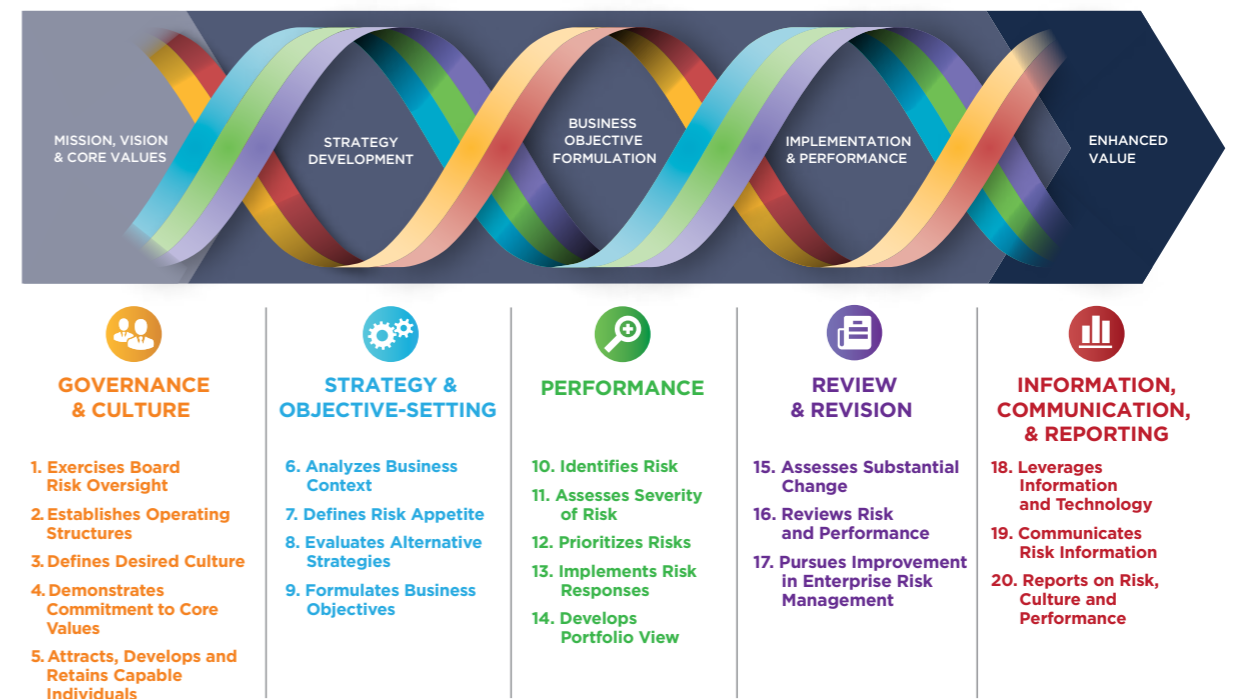 MISSION, VISION
& CORE VALUES
STRATEGY
DEVELOPMENT
BUSINESS
OBJECTIVE
FORMULATION
IMPLEMENTATION
& PERFORMANCE
ENHANCED
VALUE
GOVERNANCE
& CULTURE
1. Exercises Board
Risk Oversight
2. Establishes Operating
Structures
3. Defines Desired Culture
4. Demonstrates
Commitment to Core
Values
5. Attracts, Develops and
Retains Capable
Individuals
STRATEGY &
OBJECTIVE-SETTING
6. Analyzes Business
Context
7. Defines Risk Appetite
8. Evaluates Alternative
Strategies
9. Formulates Business
Objectives
PERFORMANCE
10. Identifies Risk
11. Assesses Severity
of Risk
12. Prioritizes Risks
13. Implements Risk
Responses
14. Develops
Portfolio View
REVIEW
& REVISION
15. Assesses Substantial
Change
16. Reviews Risk
and Performance
17. Pursues Improvement
in Enterprise Risk
Management
INFORMATION,
COMMUNICATION,
& REPORTING
18. Leverages
Information
and Technology
19. Communicates
Risk Information
20. Reports on Risk,
Culture and
Performance